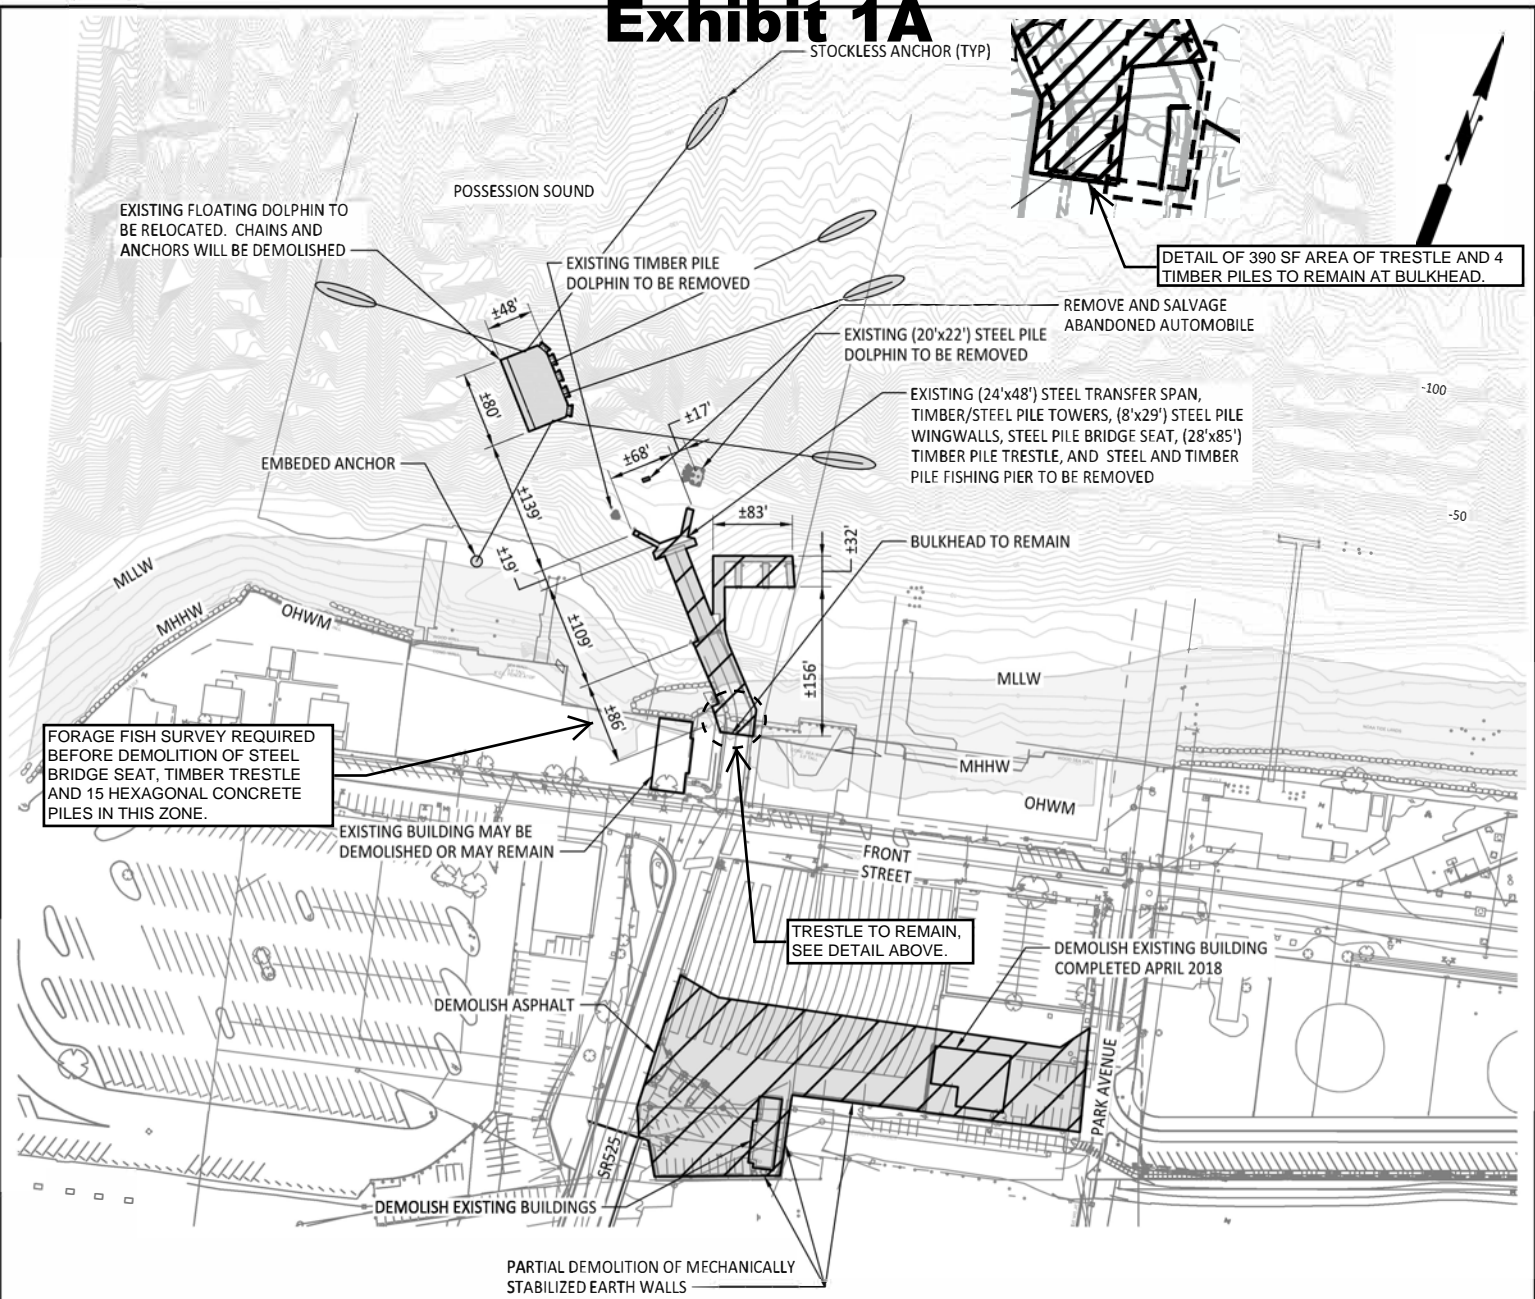 Exhibit 1A
STOCKLESS ANCHOR (TYP)
POSSESSION SOUND
EXISTING FLOATING DOLPHIN TO
BE RELOCATED. CHAINS AND
ANCHORS WILL BE DEMOLISHED
EXISTING TIMBER PILE
DOLPHIN TO BE REMOVED
DETAIL OF 390 SF AREA OF TRESTLE AND 4
TIMBER PILES TO REMAIN AT BULKHEAD.
REMOVE AND SALVAGE
ABANDONED AUTOMOBILE
EXISTING (20'x22') STEEL PILE
DOLPHIN TO BE REMOVED
EXISTING (24'x48') STEEL TRANSFER SPAN,
TIMBER/STEEL PILE TOWERS, (8'x29') STEEL PILE
WINGWALLS, STEEL PILE BRIDGE SEAT, (28'x85')
TIMBER PILE TRESTLE, AND STEEL AND TIMBER
PILE FISHING PIER TO BE REMOVED
-100
-50
±48'
±80'
±17'
±68'
EMBEDED ANCHOR
±139'
±83'
±32'
±19'
BULKHEAD TO REMAIN
MLLW
MHHW
OHWM
±109'
±156'
±86'
MLLW
FORAGE FISH SURVEY REQUIRED
BEFORE DEMOLITION OF STEEL
BRIDGE SEAT, TIMBER TRESTLE
AND 15 HEXAGONAL CONCRETE
PILES IN THIS ZONE.
MHHW
OHWM
EXISTING BUILDING MAY BE
DEMOLISHED OR MAY REMAIN
FRONT
STREET
TRESTLE TO REMAIN,
SEE DETAIL ABOVE.
DEMOLISH EXISTING BUILDING
COMPLETED APRIL 2018
DEMOLISH ASPHALT
PARK AVENUE
SR525
DEMOLISH EXISTING BUILDINGS
PARTIAL DEMOLITION OF MECHANICALLY
STABILIZED EARTH WALLS